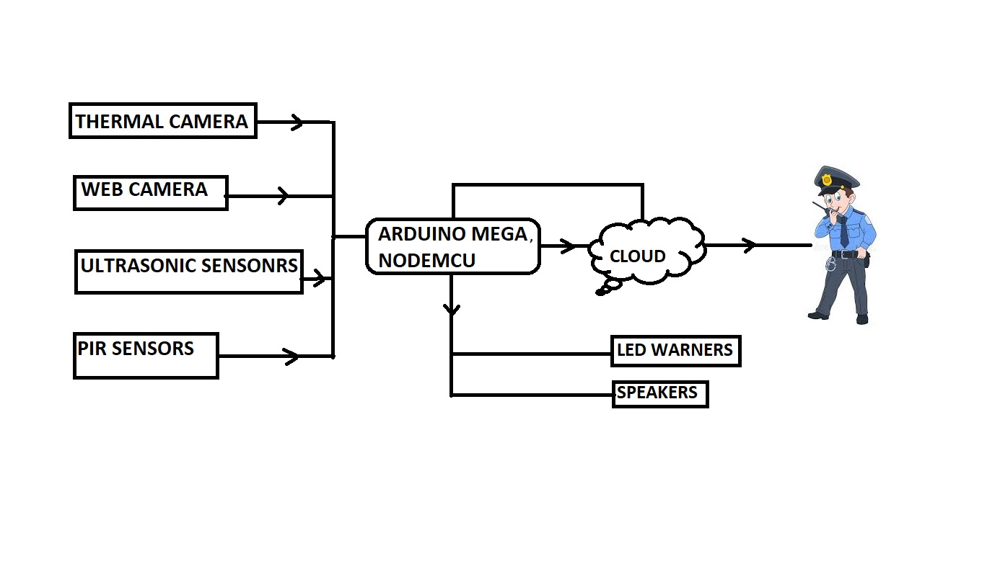 THERMAL CAMERA
WEB CAMERA
ULTRASONIC SENSONRS
PIR SENSORS
ARDUINO MEGA,
NODEMCU
CLOUD
LED WARNERS
SPEAKERS